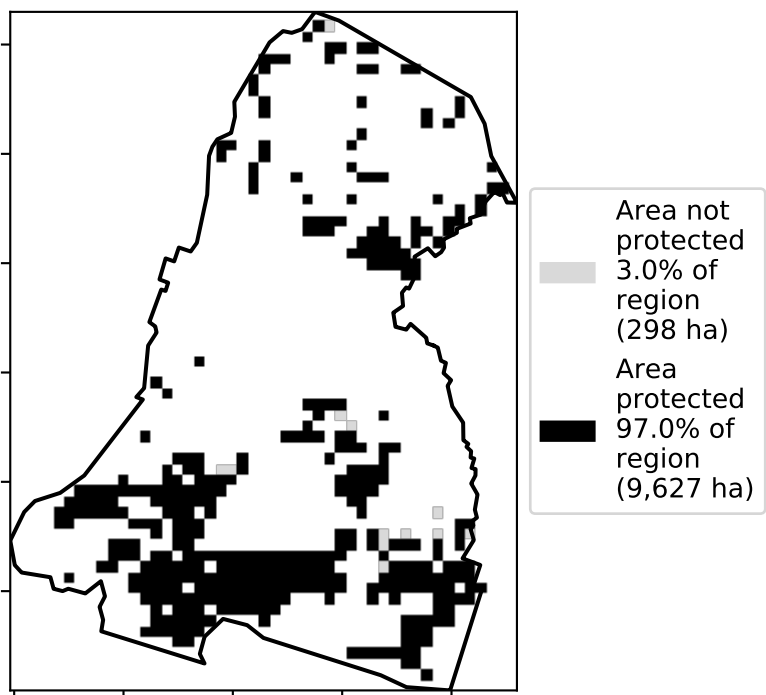 Area not
protected
3.0% of
region
(298 ha)
Area
protected
97.0% of
region
(9,627 ha)